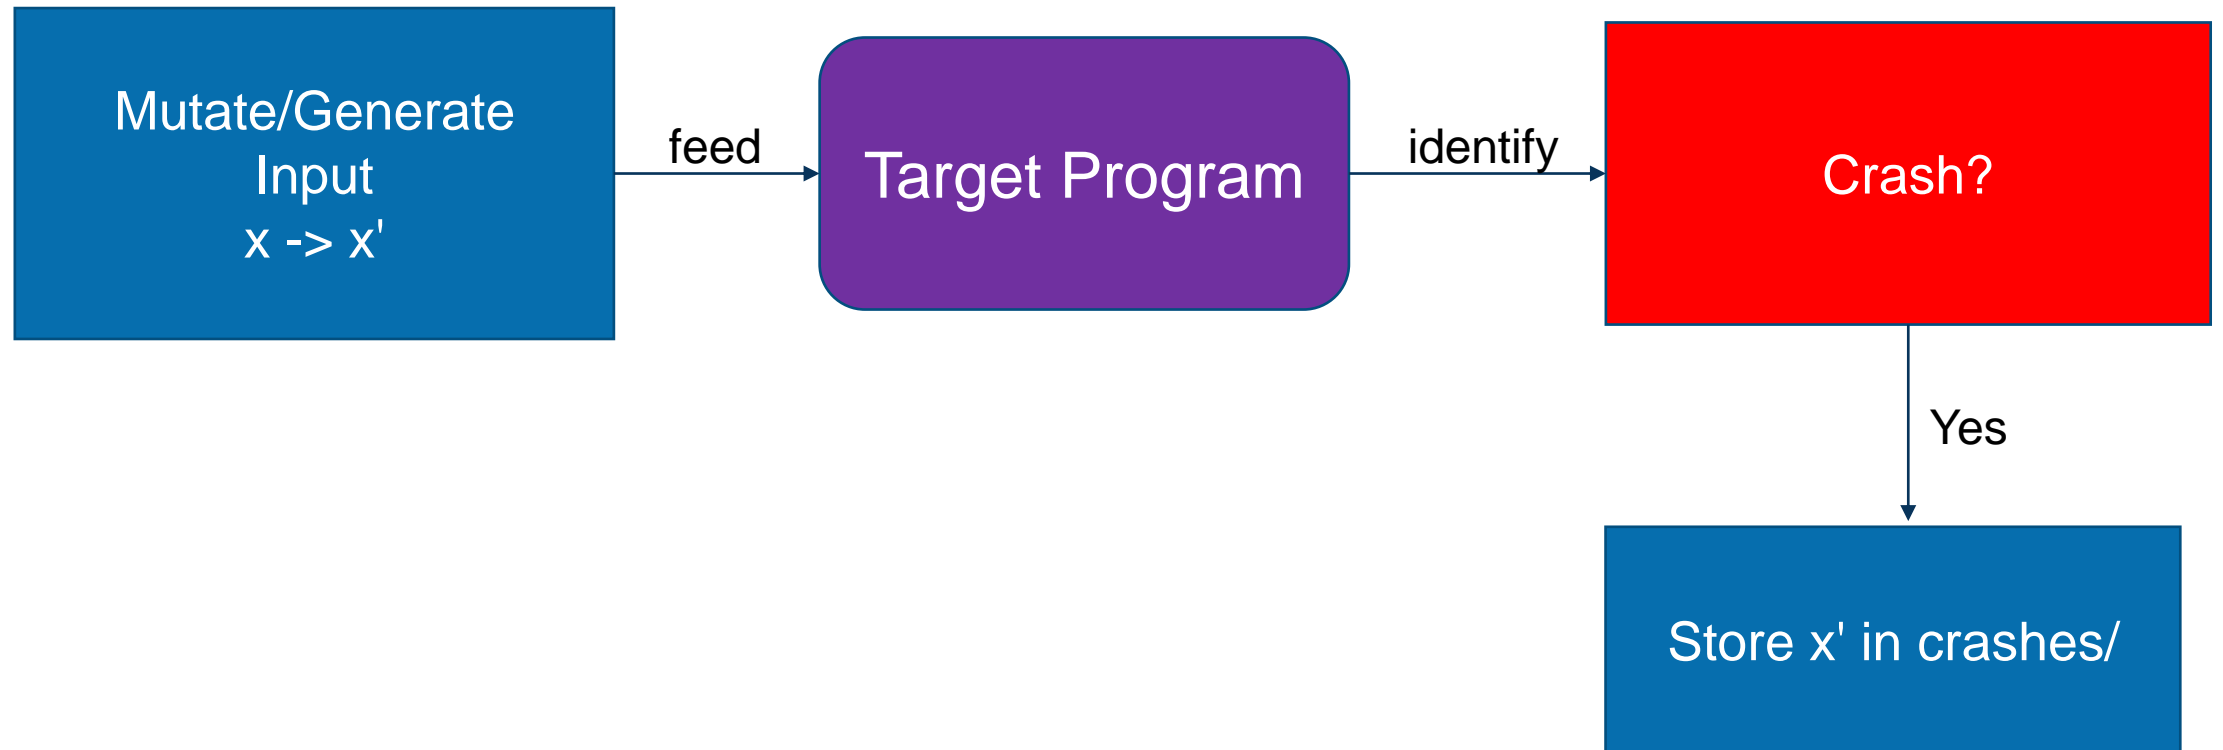 Mutate/Generate
Input
x -> x'
feed
Target Program
identify
Crash?
Yes
Store x' in crashes/